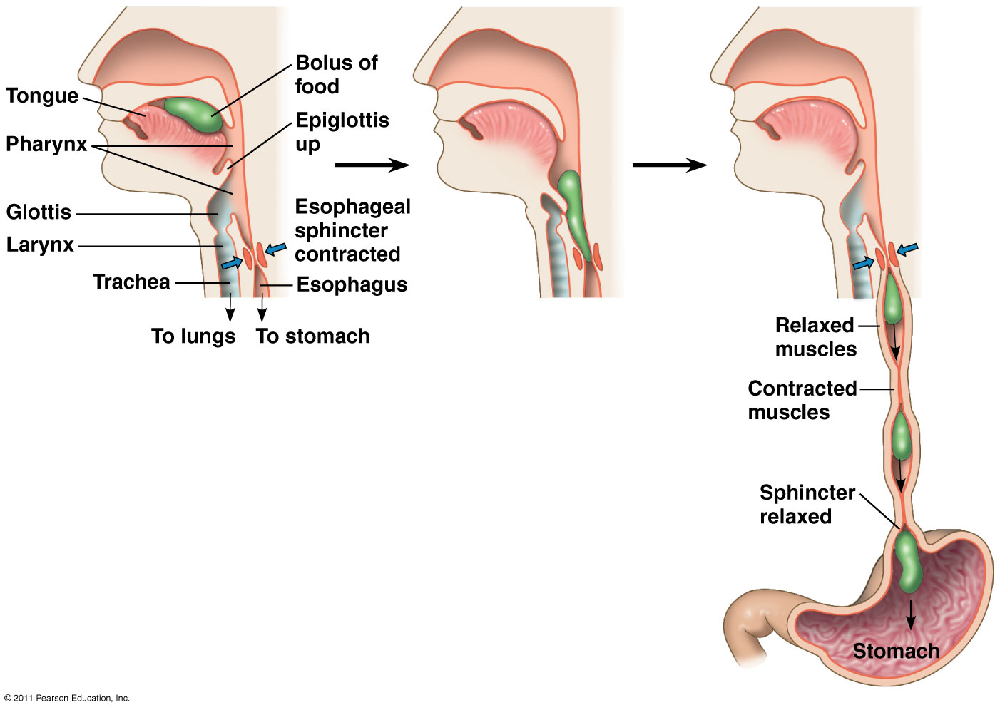 Bolus of
food
Tongue
Epiglottis
up
Pharynx
Glottis
Esophageal
sphincter
contracted
Larynx
Trachea
Esophagus
To lungs
To stomach
Relaxed
muscles
Contracted
muscles
Sphincter
relaxed
Stomach
© 2011 Pearson Education, Inc.